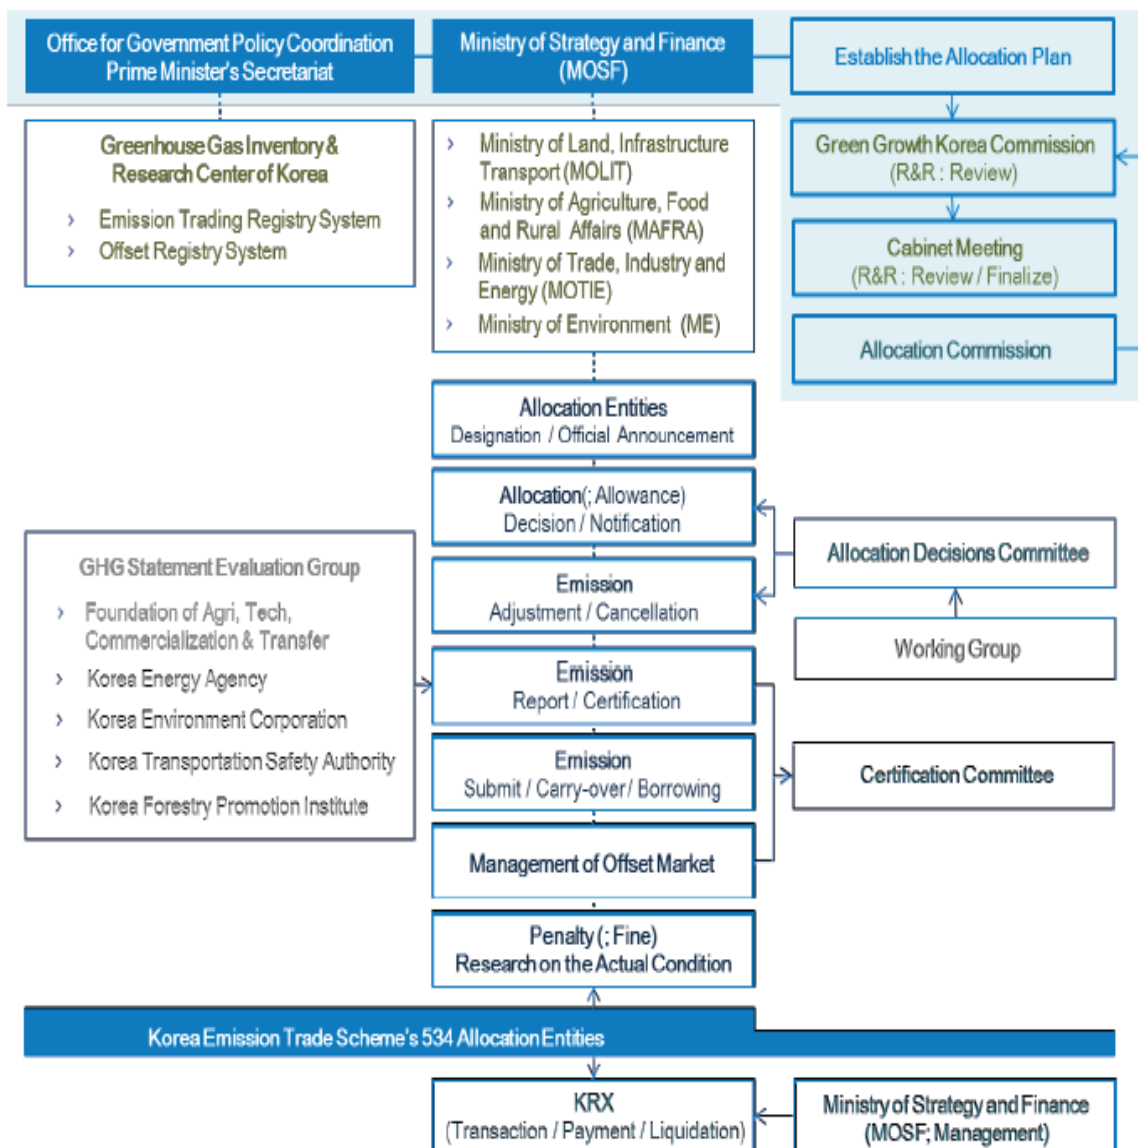 Office for Government Policy Coordination
Prime Minister's Secretariat
Ministry of Strategy and Finance
(MOSF)
Establish the Allocation Plan
Greenhouse Gas Inventory &
Research Center of Korea
› Emission Trading Registry System
› Offset Registry System
› Ministry of Land, Infrastructure
Transport (MOLIT)
› Ministry of Agriculture, Food
and Rural Affairs (MAFRA)
› Ministry of Trade, Industry and
Energy (MOTIE)
› Ministry of Environment (ME)
Green Growth Korea Commission
(R&R : Review)
Cabinet Meeting
(R&R : Review / Finalize)
Allocation Commission
Allocation Entities
Designation / Official Announcement
Allocation(; Allowance)
Decision / Notification
Emission
Adjustment / Cancellation
Allocation Decisions Committee
Working Group
GHG Statement Evaluation Group
› Foundation of Agri, Tech,
Commercialization & Transfer
› Korea Energy Agency
› Korea Environment Corporation
› Korea Transportation Safety Authority
› Korea Forestry Promotion Institute
Emission
Report / Certification
Emission
Submit / Carry-over / Borrowing
Management of Offset Market
Certification Committee
Penalty (; Fine)
Research on the Actual Condition
Korea Emission Trade Scheme's 534 Allocation Entities
KRX
(Transaction / Payment / Liquidation)
Ministry of Strategy and Finance
(MOSF; Management)